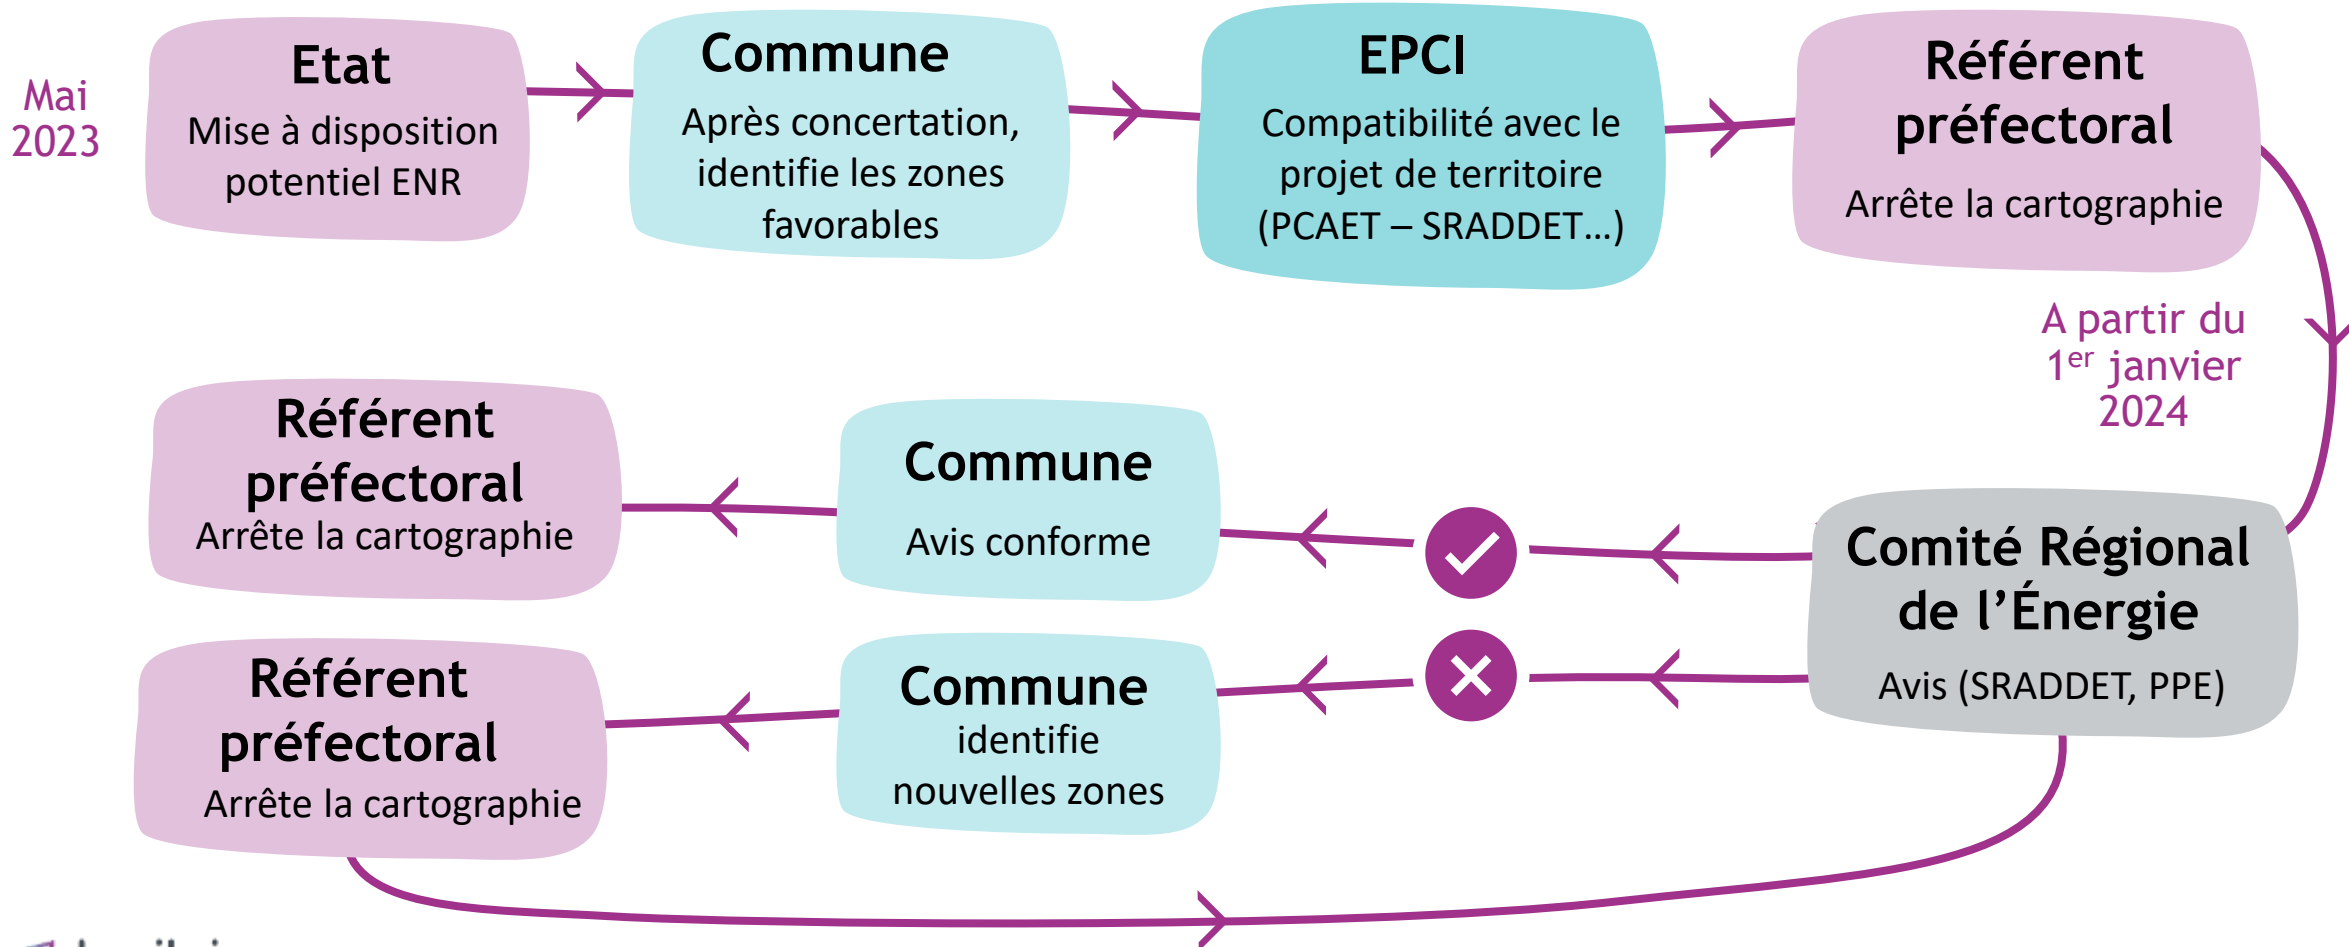 Mai
2023
Etat
Mise à disposition
potentiel ENR
Commune
Après concertation,
identifie les zones
favorables
EPCI
Compatibilité avec le
projet de territoire
(PCAET – SRADDET…)
Référent
préfectoral
Arrête la cartographie
A partir du
1er janvier
2024
Comité Régional
de l’Énergie
Avis (SRADDET, PPE)
Commune
Avis conforme
Référent
préfectoral
Arrête la cartographie
Commune
identifie
nouvelles zones
Référent
préfectoral
Arrête la cartographie